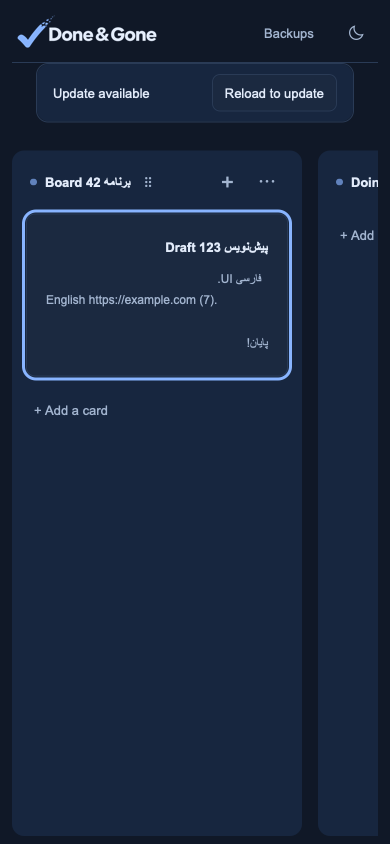 Done & Gone
Backups
Update available
Reload to update
Board 42 برنامه
پیش‌نویس Draft 123
فارسی UI.
English https://example.com (7).
پایان!
+ Add a card
Doin
+ Add